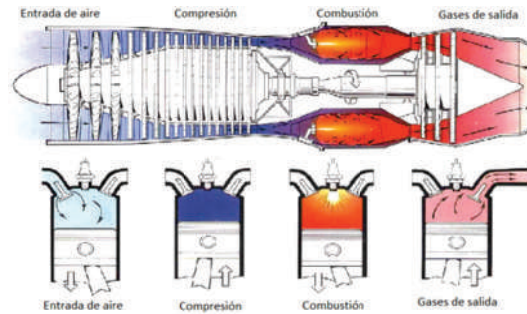 Entrada de aire
Compresión
Combustión
Gases de salida
Entrada de aire
Compresión
Combustión
Gases de salida